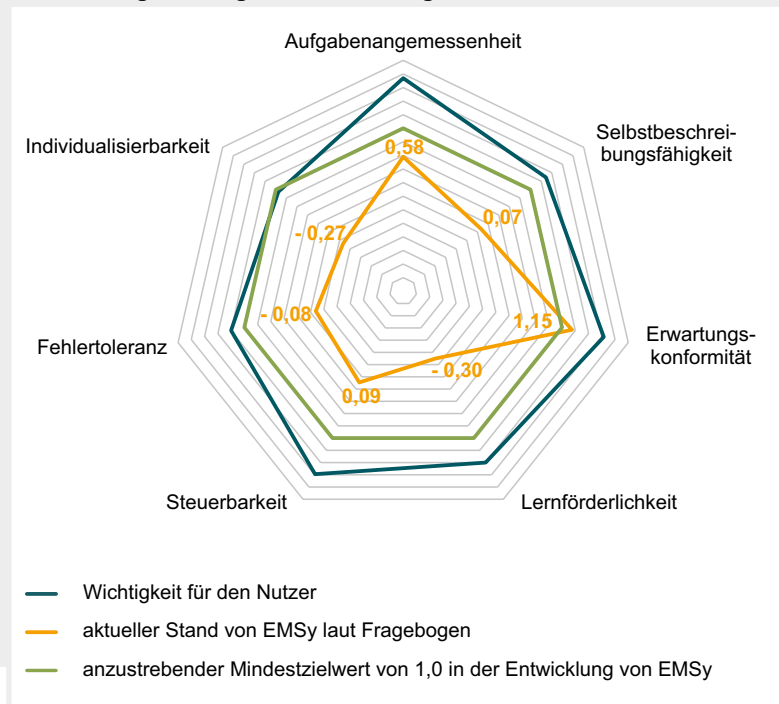 Aufgabenangemessenheit
Individualisierbarkeit
Selbstbeschrei-
bungsfähigkeit
0,58
0,07
- 0,27
- 0,08
1,15
Fehlertoleranz
Erwartungs-
konformität
- 0,30
0,09
Steuerbarkeit
Lernförderlichkeit
Wichtigkeit für den Nutzer
aktueller Stand von EMSy laut Fragebogen
anzustrebender Mindestzielwert von 1,0 in der Entwicklung von EMSy